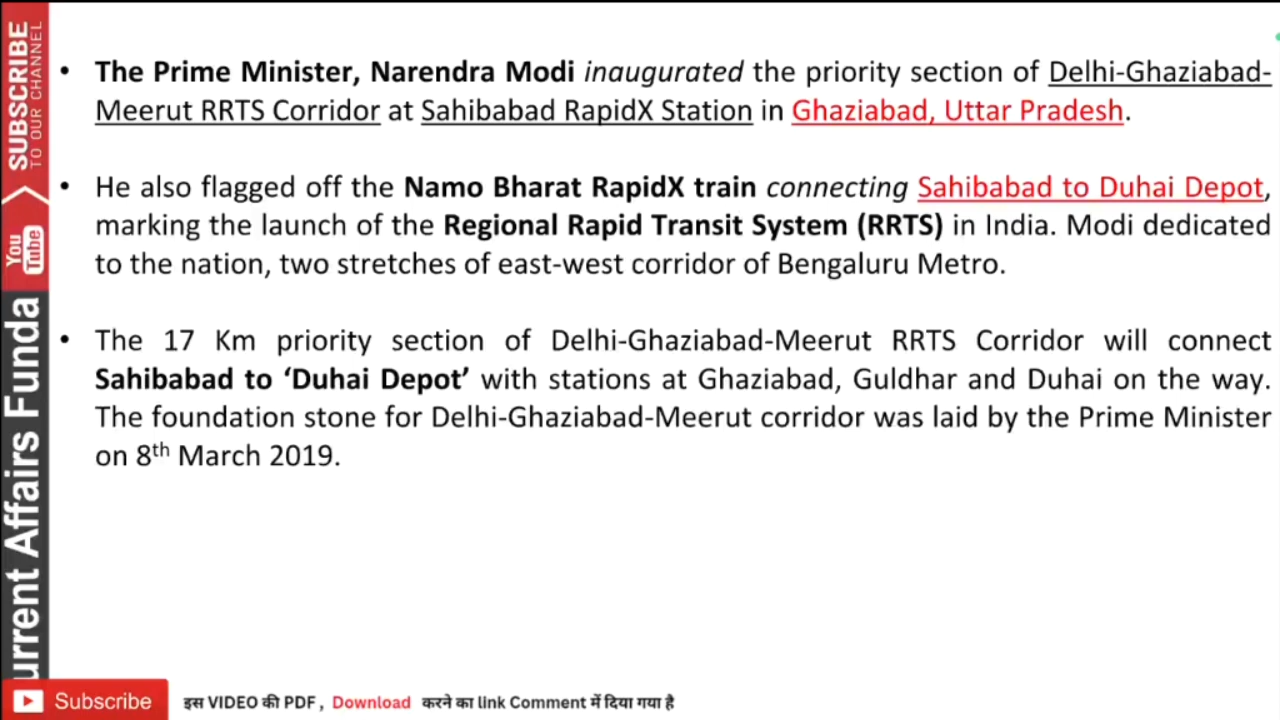 SUBSCRIBE
TO OUR CHANNEL
You
Tube
urrent Affairs Funda
• The Prime Minister, Narendra Modi inaugurated the priority section of Delhi-Ghaziabad-
Meerut RRTS Corridor at Sahibabad RapidX Station in Ghaziabad, Uttar Pradesh.
• He also flagged off the Namo Bharat RapidX train connecting Sahibabad to Duhai Depot,
marking the launch of the Regional Rapid Transit System (RRTS) in India. Modi dedicated
to the nation, two stretches of east-west corridor of Bengaluru Metro.
• The 17 Km priority section of Delhi-Ghaziabad-Meerut RRTS Corridor will connect
Sahibabad to ‘Duhai Depot’ with stations at Ghaziabad, Guldhar and Duhai on the way.
The foundation stone for Delhi-Ghaziabad-Meerut corridor was laid by the Prime Minister
on 8th March 2019.
Subscribe इस VIDEO की PDF , Download करने का link Comment में दिया गया है